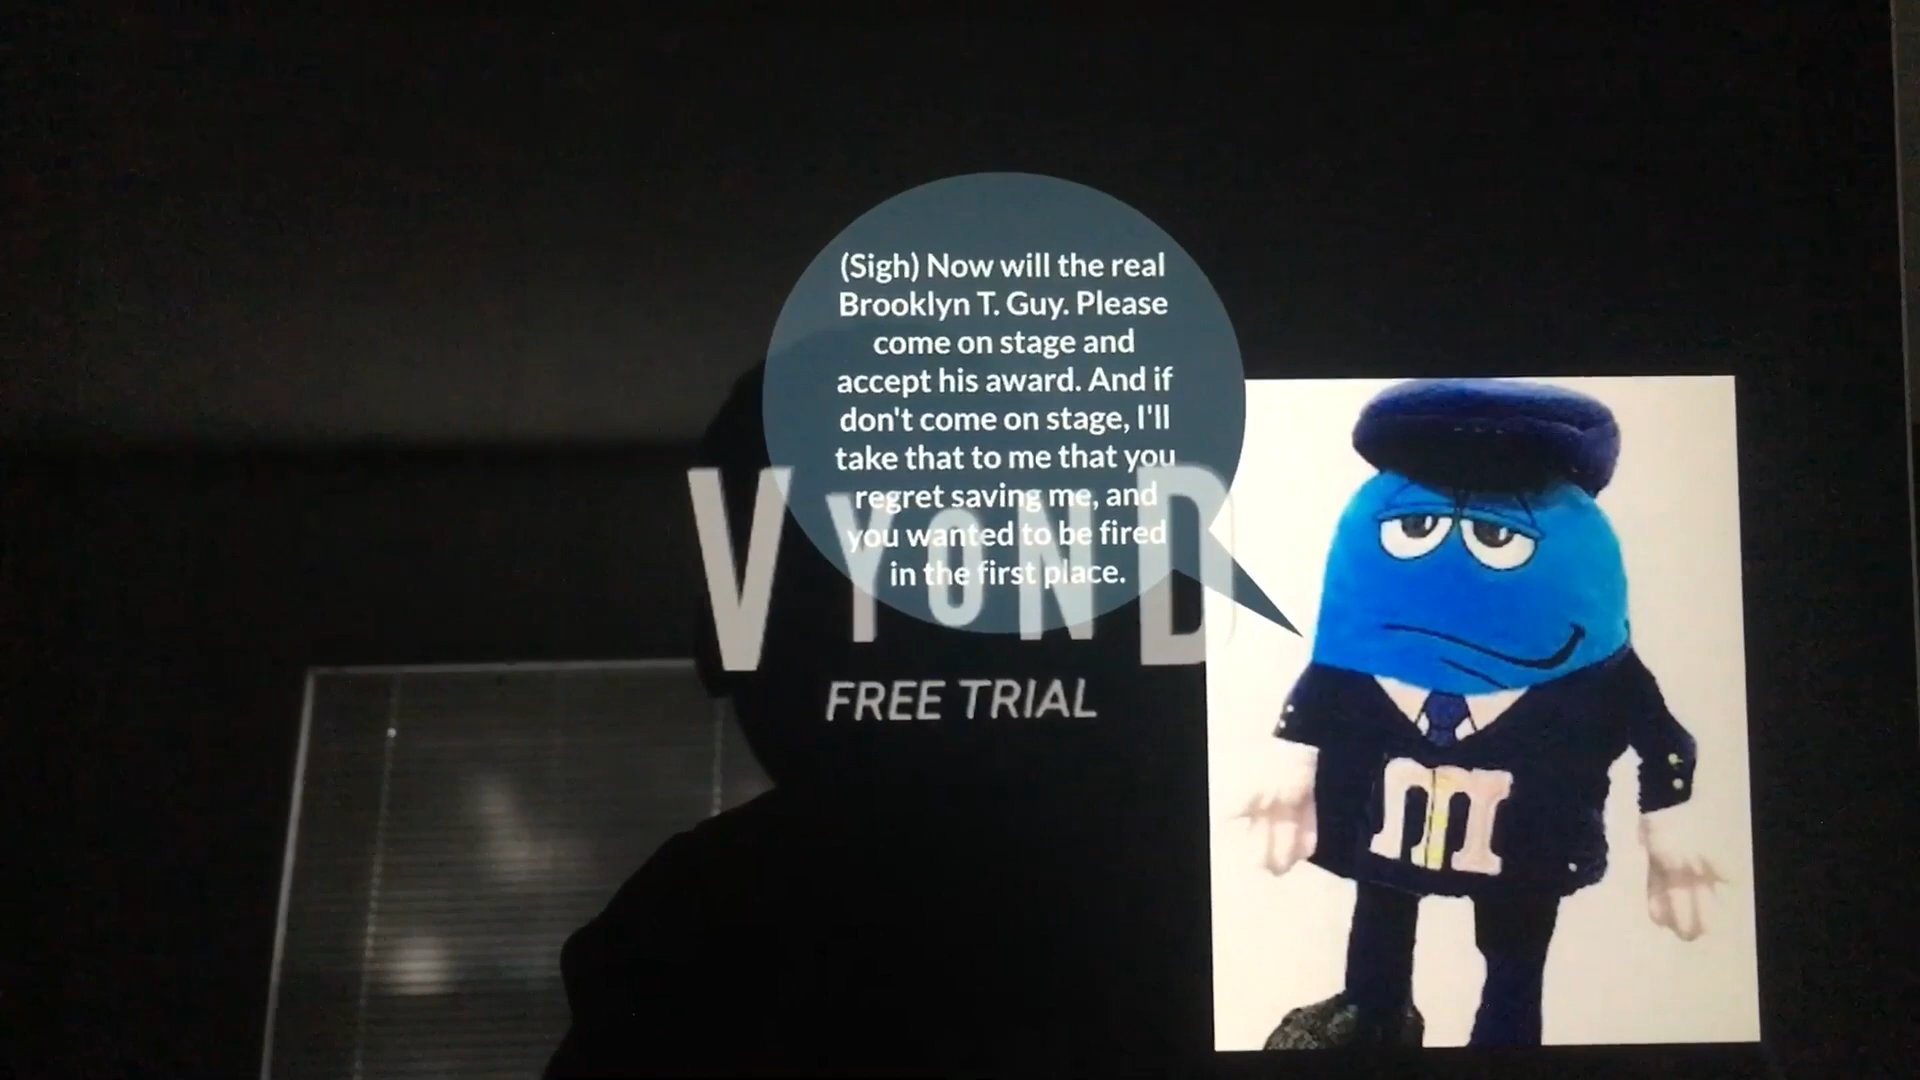 (Sigh) Now will the real
Brooklyn T. Guy. Please
come on stage and
accept his award. And if
don't come on stage, I'll
take that to me that you
regret saving me, and
you wanted to be fired
in the first place.
VYOND
FREE TRIAL
m